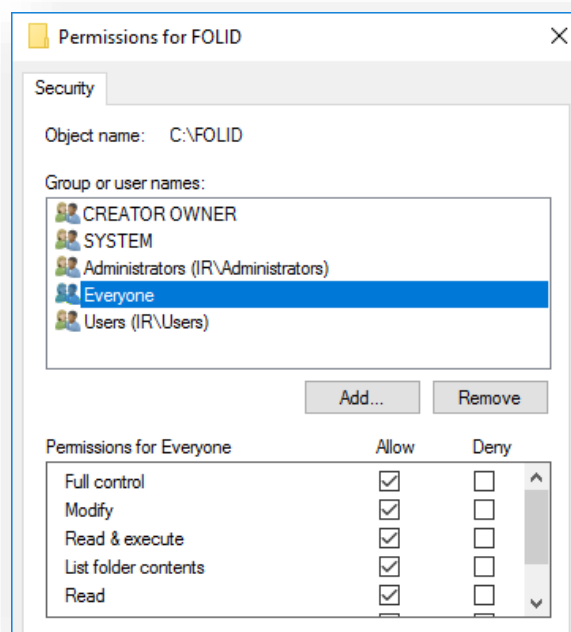 Permissions for FOLID
Security
Object name: C:\FOLID
Group or user names:
CREATOR OWNER
SYSTEM
Administrators (IR\Administrators)
Everyone
Users (IR\Users)
Add...
Remove
Permissions for Everyone Allow Deny
Full control
Modify
Read & execute
List folder contents
Read